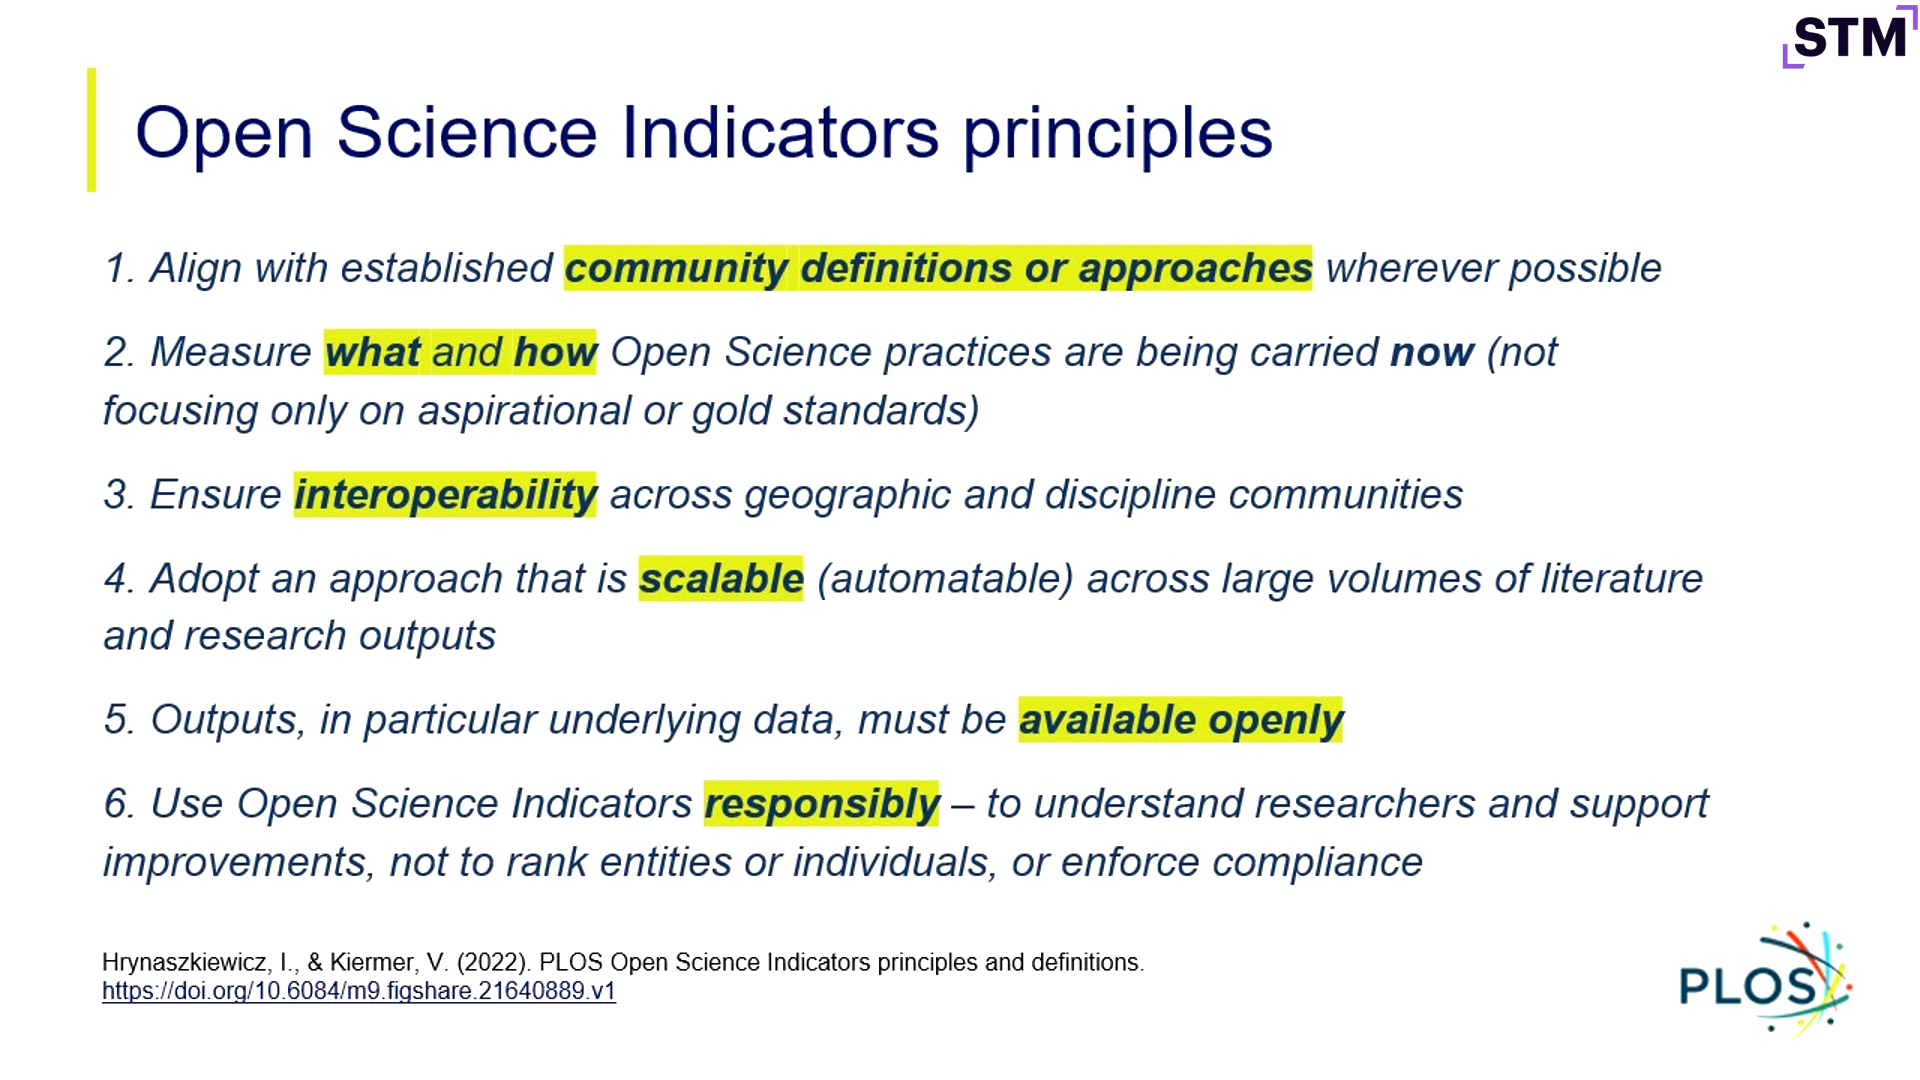 STM
Open Science Indicators principles
1. Align with established community definitions or approaches wherever possible
2. Measure what and how Open Science practices are being carried now (not
focusing only on aspirational or gold standards)
3. Ensure interoperability across geographic and discipline communities
4. Adopt an approach that is scalable (automatable) across large volumes of literature
and research outputs
5. Outputs, in particular underlying data, must be available openly
6. Use Open Science Indicators responsibly – to understand researchers and support
improvements, not to rank entities or individuals, or enforce compliance
Hrynaszkiewicz, I., & Kiermer, V. (2022). PLOS Open Science Indicators principles and definitions.
https://doi.org/10.6084/m9.figshare.21640889.v1
PLOS